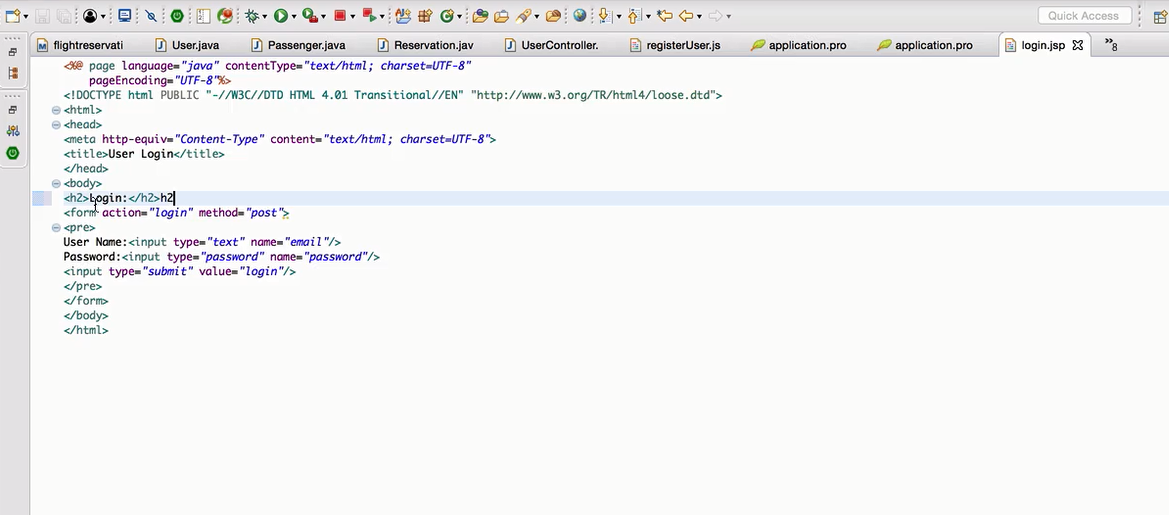 Quick Access
flightreservati User.java Passenger.java Reservation.jav UserController. registerUser.js application.pro application.pro login.jsp 8
<%@ page language="java" contentType="text/html; charset=UTF-8"
pageEncoding="UTF-8"%>
<!DOCTYPE html PUBLIC "-//W3C//DTD HTML 4.01 Transitional//EN" "http://www.w3.org/TR/html4/loose.dtd">
<html>
<head>
<meta http-equiv="Content-Type" content="text/html; charset=UTF-8">
<title>User Login</title>
</head>
<body>
<h2>Login:</h2>h2
<form action="login" method="post">
<pre>
User Name:<input type="text" name="email"/>
Password:<input type="password" name="password"/>
<input type="submit" value="login"/>
</pre>
</form>
</body>
</html>